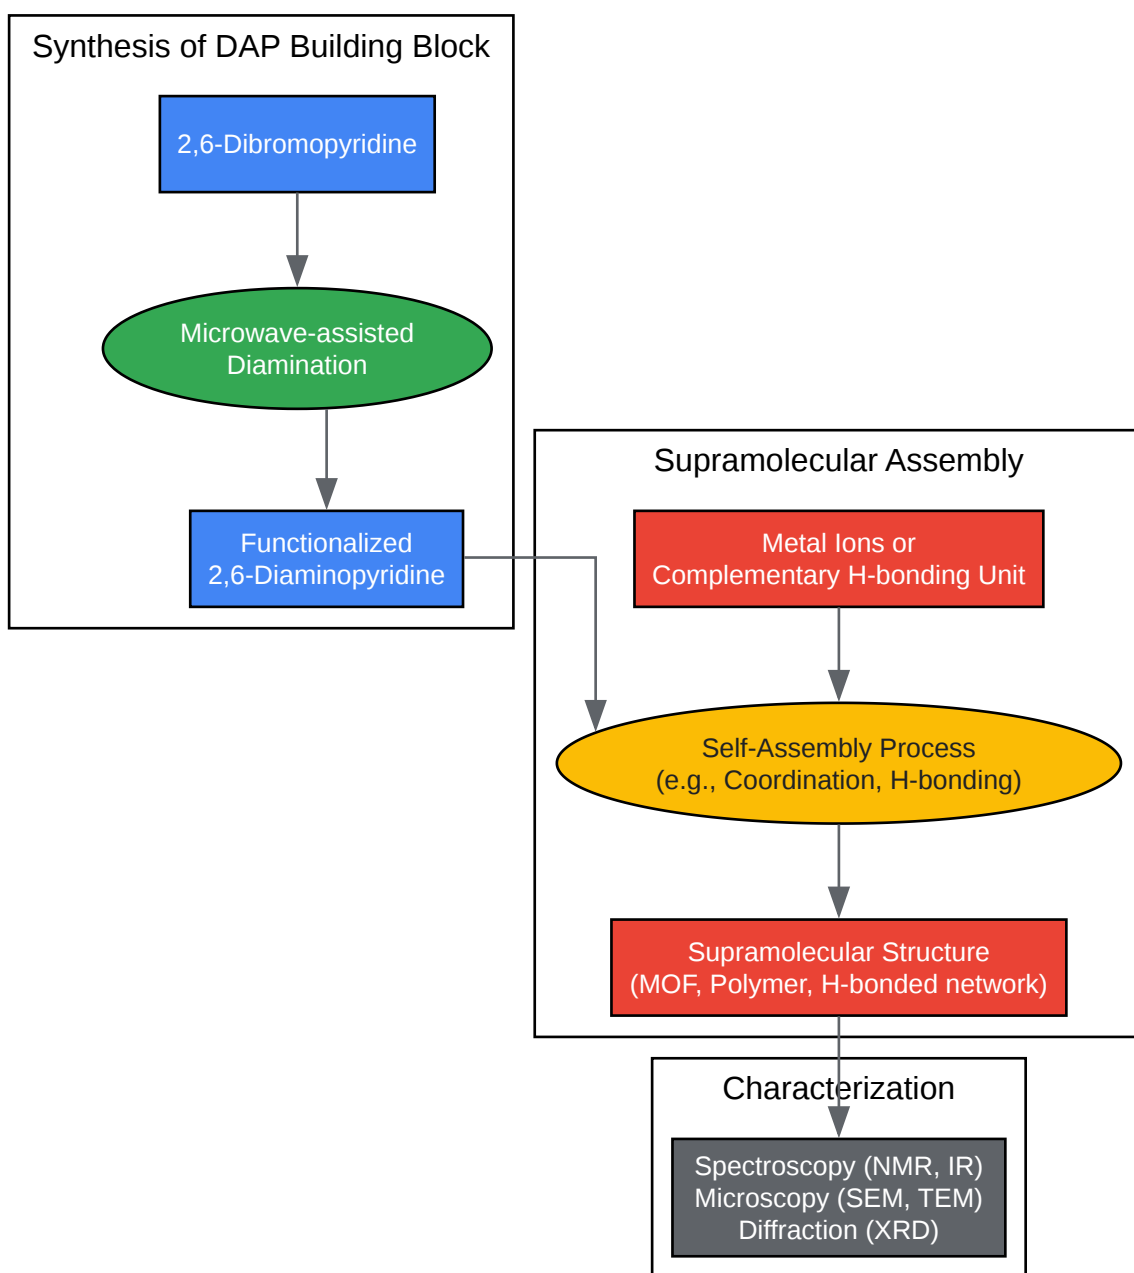 Synthesis of DAP Building Block
2,6-Dibromopyridine
Microwave-assisted
Diamination
Functionalized
2,6-Diaminopyridine
Supramolecular Assembly
Metal Ions or
Complementary H-bonding Unit
Self-Assembly Process
(e.g., Coordination, H-bonding)
Supramolecular Structure
(MOF, Polymer, H-bonded network)
Characterization
Spectroscopy (NMR, IR)
Microscopy (SEM, TEM)
Diffraction (XRD)